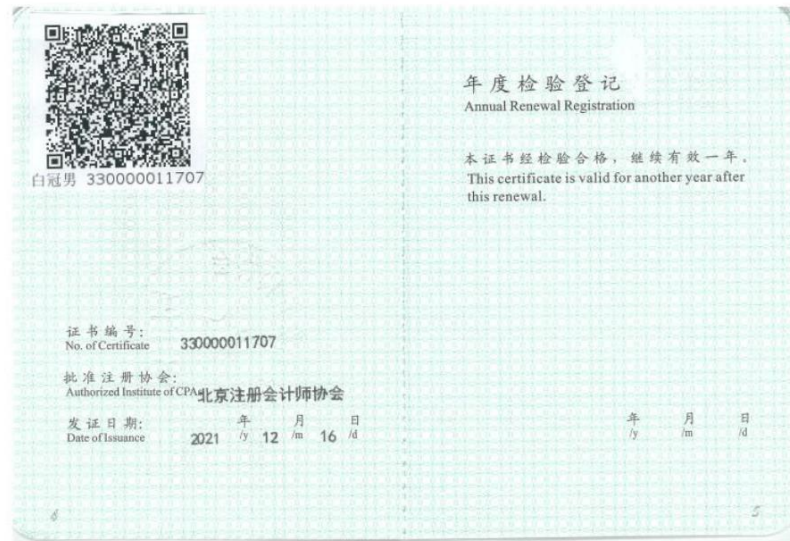 白冠男 330000011707
证书编号:
No. of Certificate 330000011707
批准注册协会:
Authorized Institute of CPAs 北京注册会计师协会
发证日期: 年 月 日
Date of Issuance 2021 /y 12 /m 16 /d
年度检验登记
Annual Renewal Registration
本证书经检验合格，继续有效一年。
This certificate is valid for another year after
this renewal.
年 月 日
/y /m /d
5